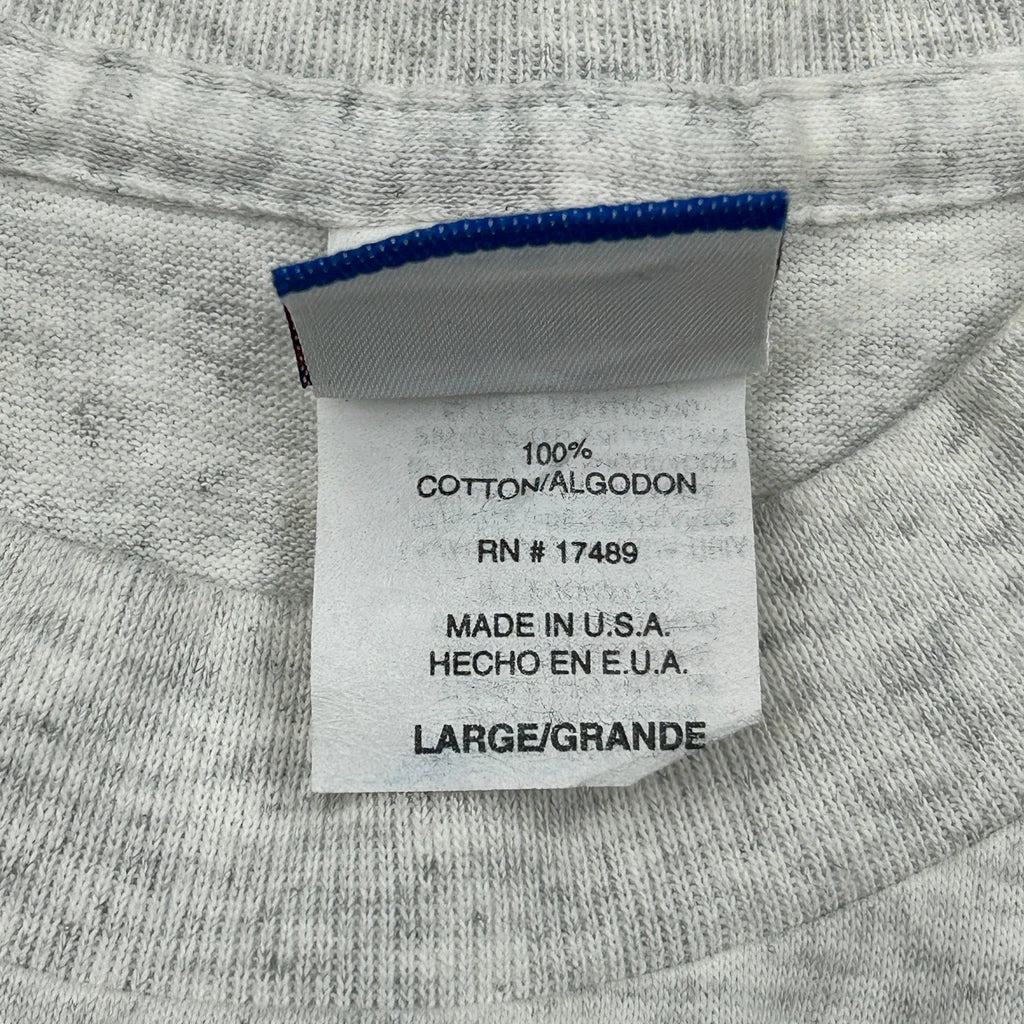 100%
COTTON/ALGODON
RN # 17489
MADE IN U.S.A.
HECHO EN E.U.A.
LARGE/GRANDE